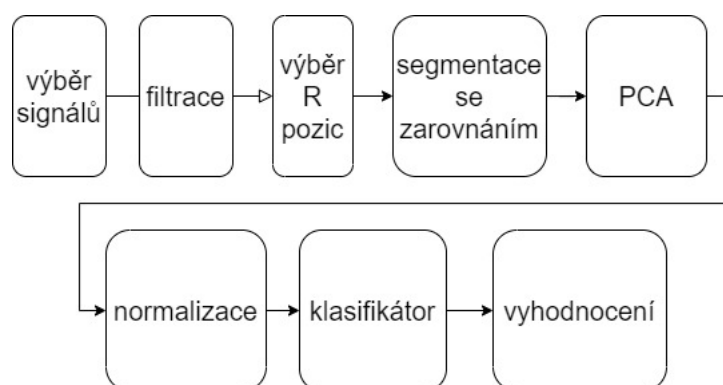 výběr
signálů
filtrace
výběr
R
pozic
segmentace
se
zarovnáním
PCA
normalizace
klasifikátor
vyhodnocení